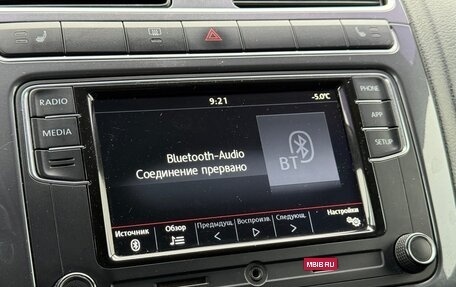 9:21
-5.0°C
RADIO
MEDIA
PHONE
APP
SETUP
Bluetooth-Audio
Соединение прервано
BT
Источник
Обзор
Предыдущ.
Воспроизв.
Следующ.
Настройки
MBIB.RU